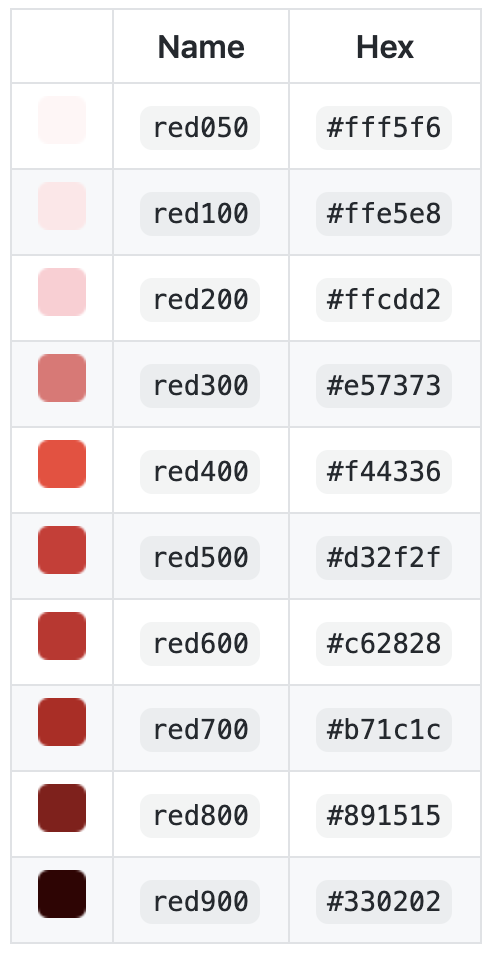 Name Hex
red050 #fff5f6
red100 #ffe5e8
red200 #ffcdd2
red300 #e57373
red400 #f44336
red500 #d32f2f
red600 #c62828
red700 #b71c1c
red800 #891515
red900 #330202